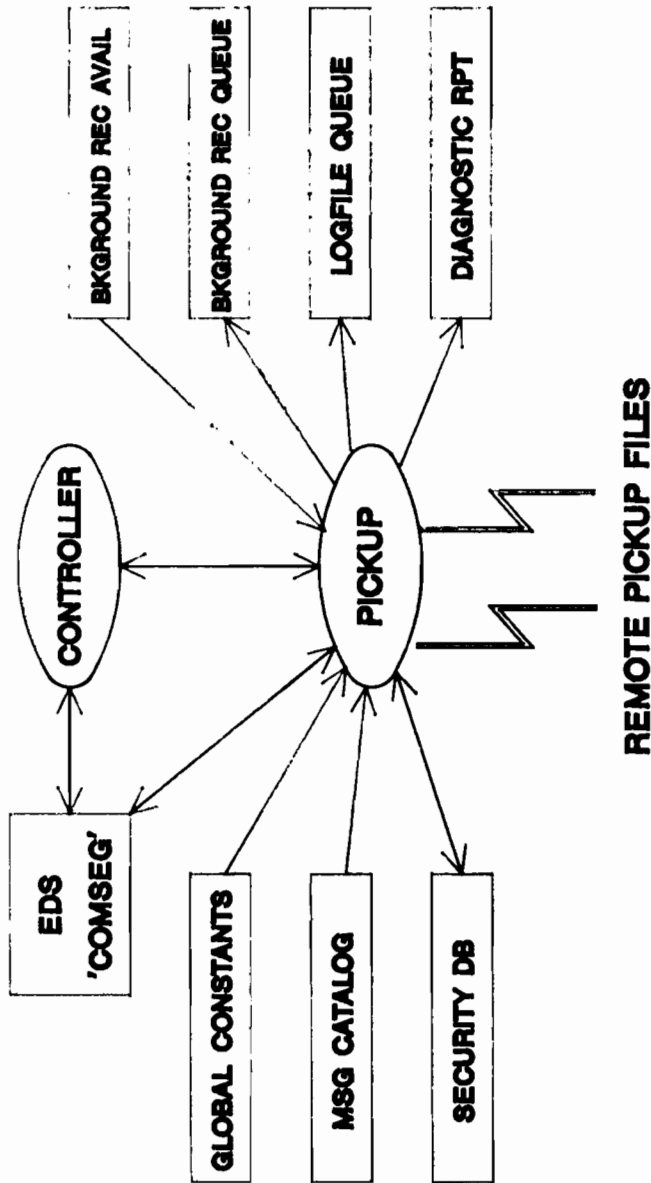 CONTROLLER
EDS
'COMSEG'
BKGROUND REC AVAIL
GLOBAL CONSTANTS
BKGROUND REC QUEUE
MSG CATALOG
PICKUP
LOGFILE QUEUE
SECURITY DB
DIAGNOSTIC RPT
REMOTE PICKUP FILES